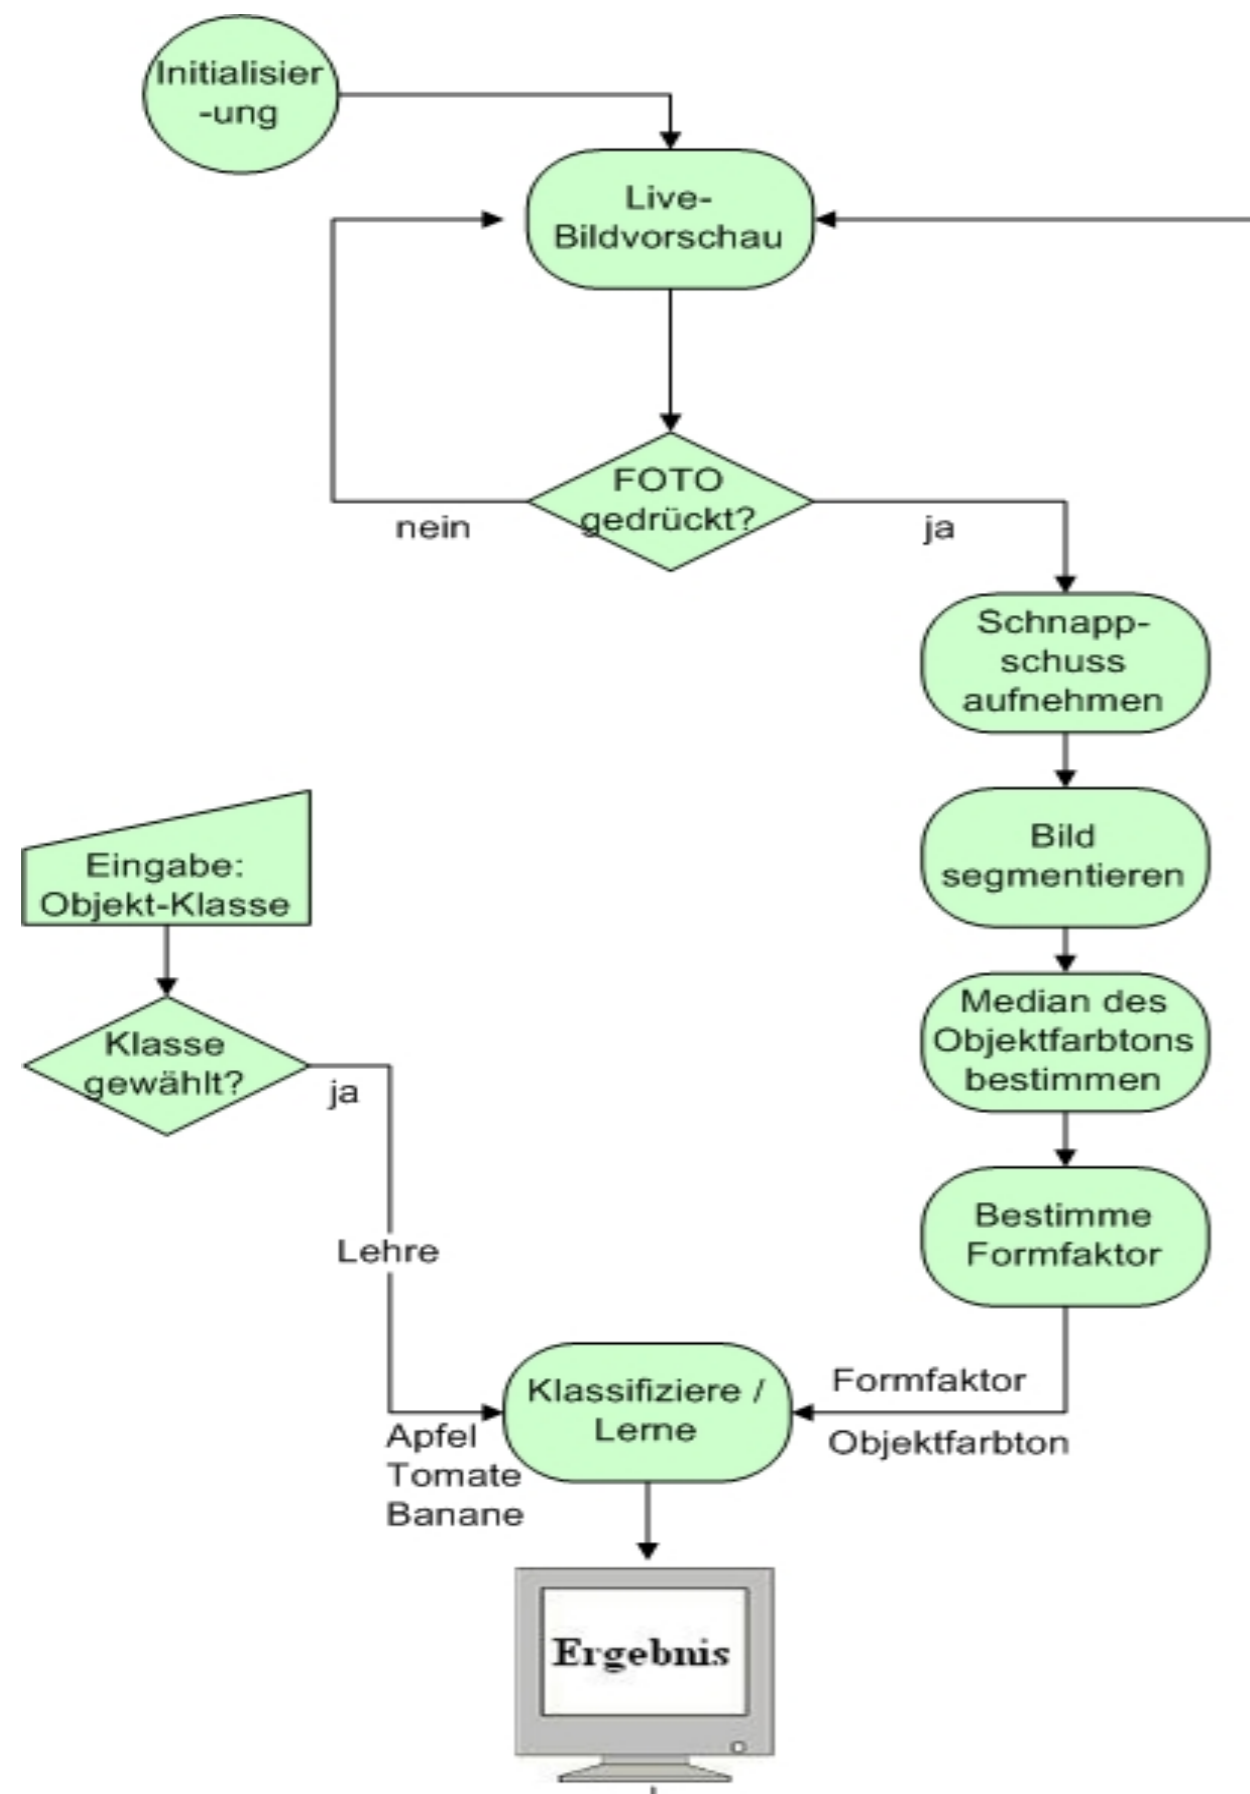 Initialisier
-ung
Live-
Bildvorschau
FOTO
gedrückt?
nein
ja
Schnapp-
schuss
aufnehmen
Bild
segmentieren
Eingabe:
Objekt-Klasse
Median des
Objektfarbtons
bestimmen
Klasse
gewählt?
ja
Bestimme
Formfaktor
Lehre
Klassifiziere /
Lerne
Formfaktor
Objektfarbton
Apfel
Tomate
Banane
Ergebnis